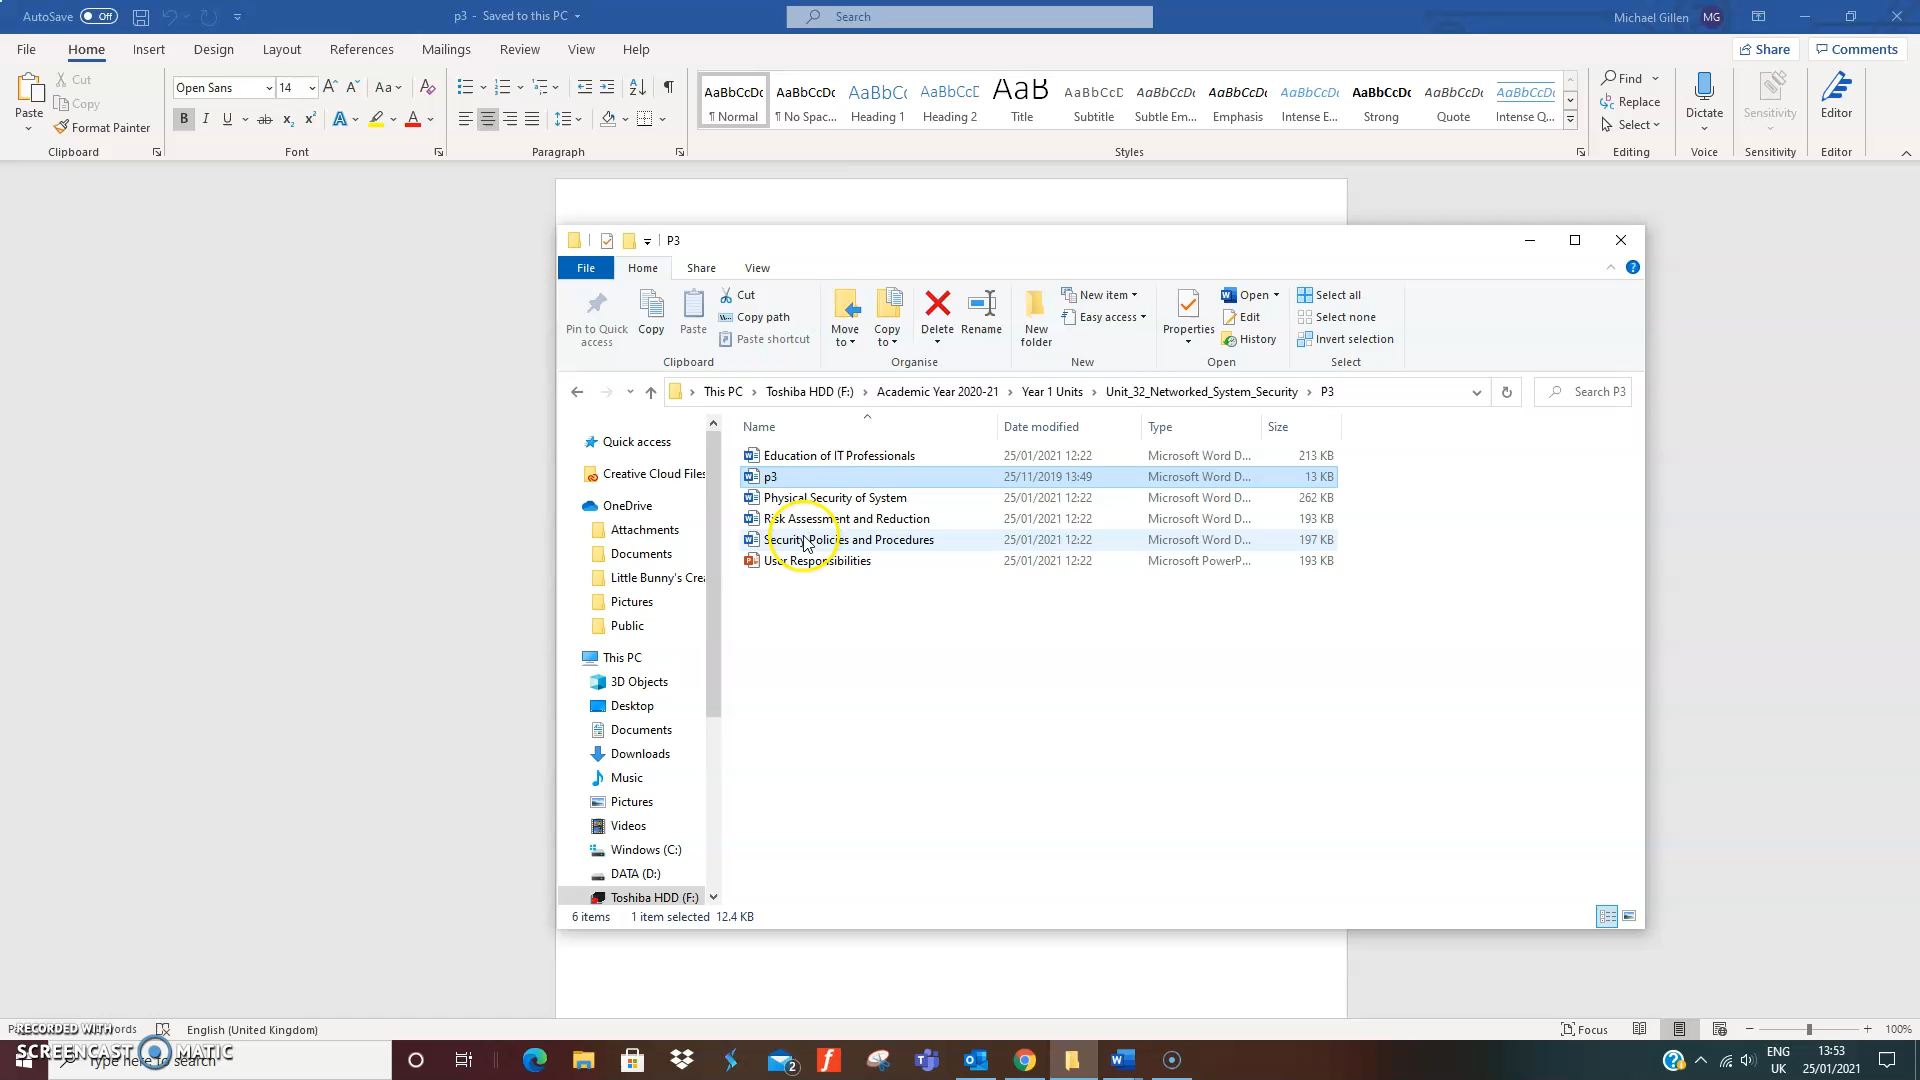 AutoSave Off p3 - Saved to this PC Search Michael Gillen MG
File Home Insert Design Layout References Mailings Review View Help Share Comments
Paste Cut Copy Format Painter
Clipboard
Open Sans 14 Aa
B I U ab x₂ x² A A
Font
Paragraph
AaBbCcDc AaBbCcDc AaBbCc AaBbCcD AaB AaBbCcD AaBbCcDc AaBbCcDc AaBbCcDc AaBbCcDc AaBbCcDc AaBbCcDc
¶ Normal ¶ No Spac... Heading 1 Heading 2 Title Subtitle Subtle Em... Emphasis Intense E... Strong Quote Intense Q...
Styles
Find
Replace
Select
Editing
Dictate
Voice
Sensitivity
Sensitivity
Editor
Editor
P3
File Home Share View
Pin to Quick access
Copy
Paste
Cut
Copy path
Paste shortcut
Clipboard
Move to
Copy to
Delete
Rename
Organise
New folder
New item
Easy access
New
Properties
Open
Edit
History
Open
Select all
Select none
Invert selection
Select
This PC Toshiba HDD (F:) Academic Year 2020-21 Year 1 Units Unit_32_Networked_System_Security P3 Search P3
Name Date modified Type Size
Education of IT Professionals 25/01/2021 12:22 Microsoft Word D... 213 KB
p3 25/11/2019 13:49 Microsoft Word D... 13 KB
Physical Security of System 25/01/2021 12:22 Microsoft Word D... 262 KB
Risk Assessment and Reduction 25/01/2021 12:22 Microsoft Word D... 193 KB
Security Policies and Procedures 25/01/2021 12:22 Microsoft Word D... 197 KB
User Responsibilities 25/01/2021 12:22 Microsoft PowerP... 193 KB
Quick access
Creative Cloud Files
OneDrive
Attachments
Documents
Little Bunny's Crea
Pictures
Public
This PC
3D Objects
Desktop
Documents
Downloads
Music
Pictures
Videos
Windows (C:)
DATA (D:)
Toshiba HDD (F:)
6 items 1 item selected 12.4 KB
words English (United Kingdom) Focus 100%
RECORDED WITH
SCREENCAST MATIC
Type here to search
2
ENG
UK
13:53
25/01/2021